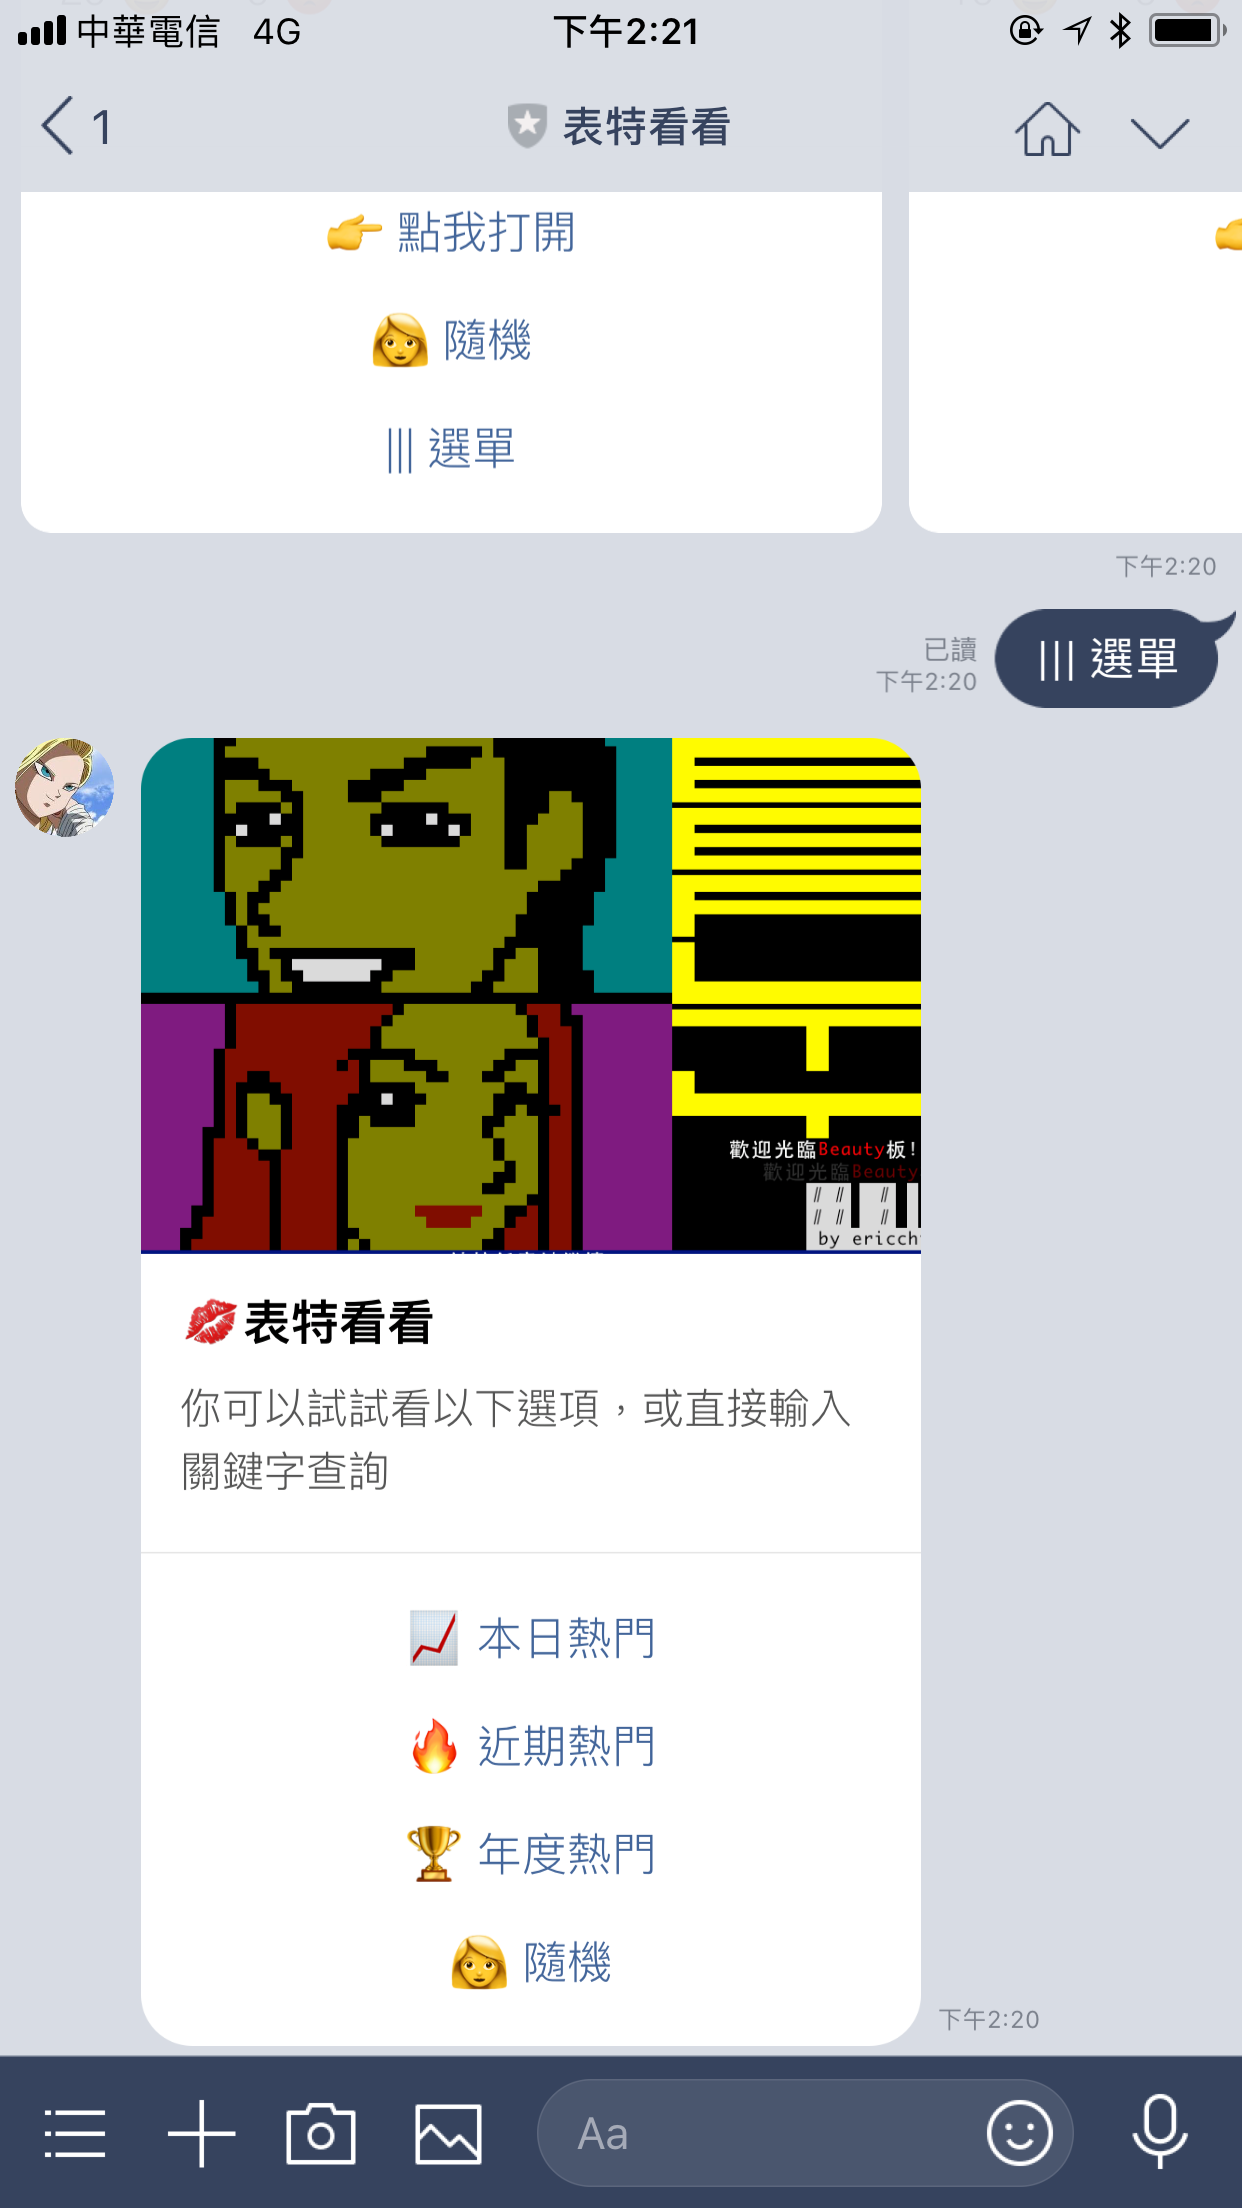 中華電信 4G 下午2:21
1 表特看看
點我打開
隨機
||| 選單
下午2:20
已讀
下午2:20
||| 選單
歡迎光臨Beauty板!
歡迎光臨Beauty
by ericch
表特看看
你可以試試看以下選項，或直接輸入
關鍵字查詢
本日熱門
近期熱門
年度熱門
隨機
下午2:20
Aa